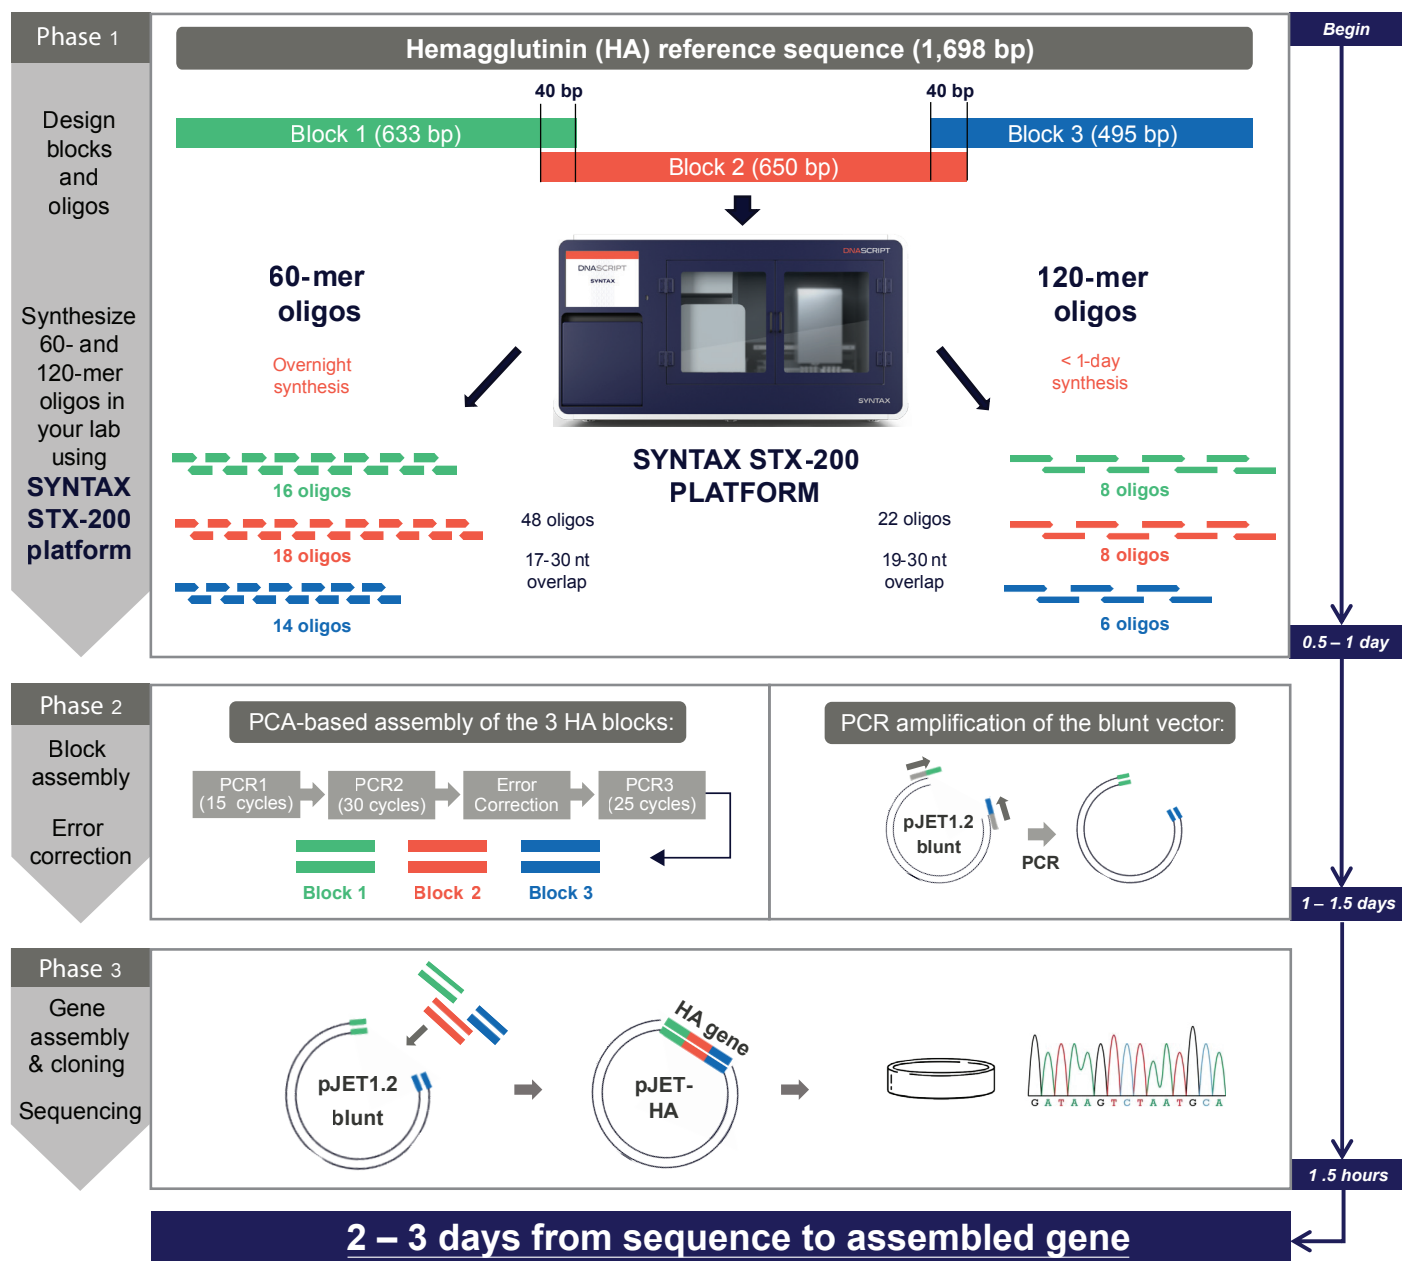 Phase 1
Hemagglutinin (HA) reference sequence (1,698 bp)
Begin
Design
blocks
and
oligos
40 bp
40 bp
Block 1 (633 bp)
Block 3 (495 bp)
Block 2 (650 bp)
Synthesize
60- and
120-mer
oligos in
your lab
using
SYNTAX
STX-200
platform
60-mer
oligos
Overnight
synthesis
DNASCRIPT
SYNTAX
DNASCRIPT
SYNTAX
120-mer
oligos
< 1-day
synthesis
SYNTAX STX-200
PLATFORM
16 oligos
18 oligos
14 oligos
48 oligos
17-30 nt
overlap
22 oligos
19-30 nt
overlap
8 oligos
8 oligos
6 oligos
0.5 – 1 day
Phase 2
Block
assembly
Error
correction
PCA-based assembly of the 3 HA blocks:
PCR1
(15 cycles)
PCR2
(30 cycles)
Error
Correction
PCR3
(25 cycles)
Block 1
Block 2
Block 3
PCR amplification of the blunt vector:
pJET1.2
blunt
PCR
1 – 1.5 days
Phase 3
Gene
assembly
& cloning
Sequencing
pJET1.2
blunt
HA gene
pJET-
HA
G A T A A G T C T A A T G C A
1 .5 hours
2 – 3 days from sequence to assembled gene